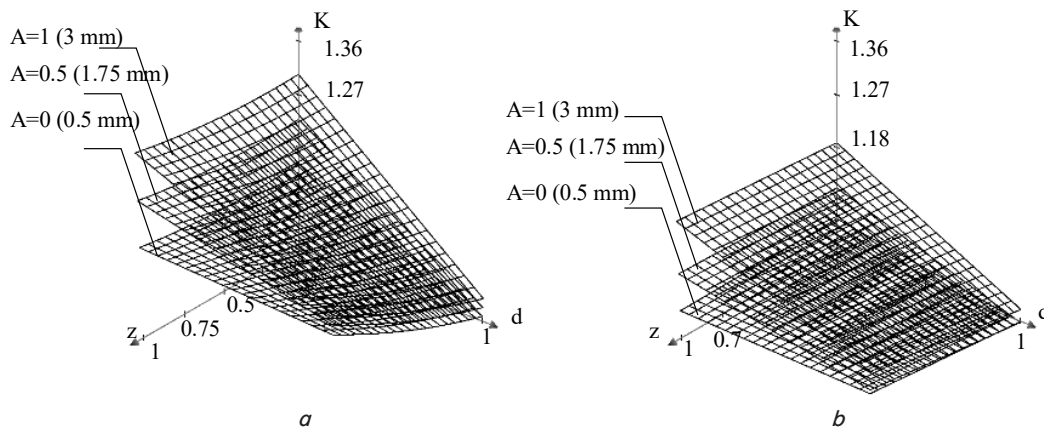 K
1.36
A=1 (3 mm)
A=0.5 (1.75 mm)
1.27
A=0 (0.5 mm)
0.5
0.75
z
1
1
d
a
K
1.36
1.27
A=1 (3 mm)
1.18
A=0.5 (1.75 mm)
A=0 (0.5 mm)
z
1
0.7
1
b